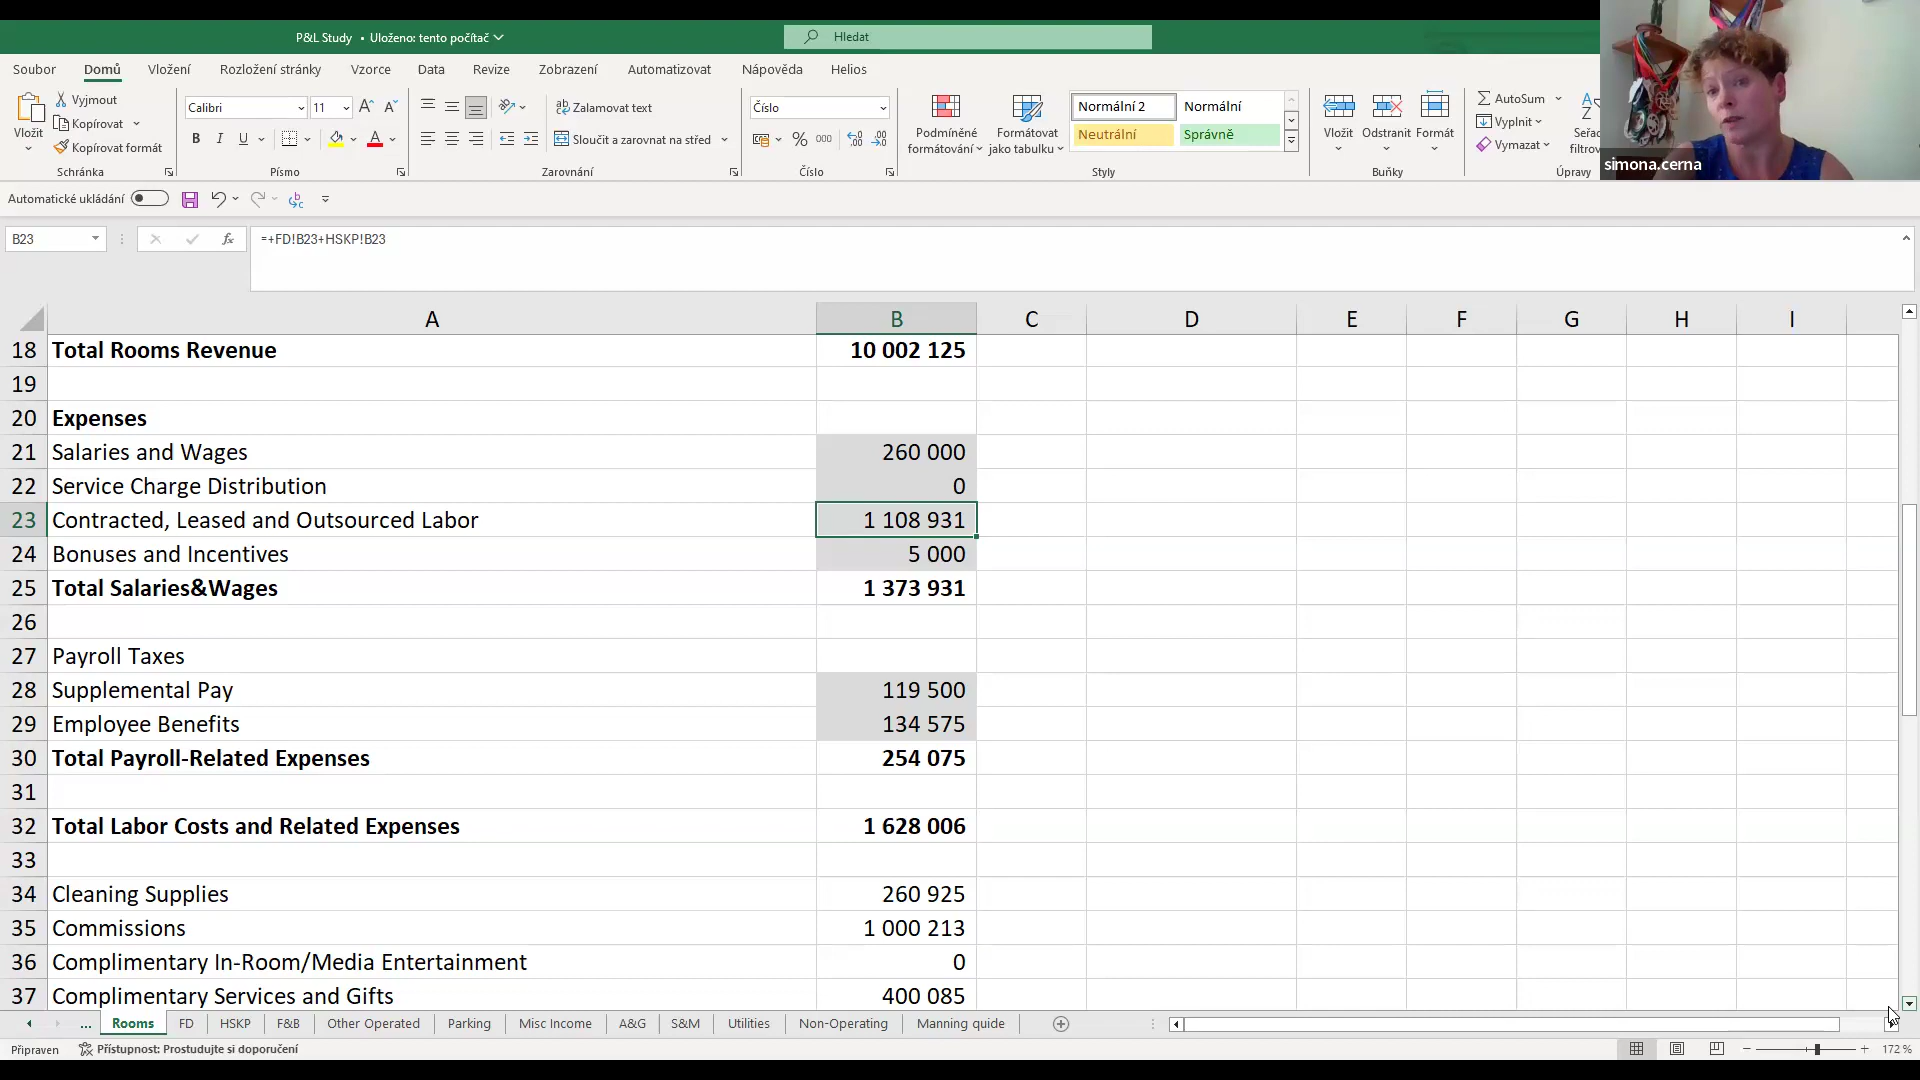 P&L Study • Uloženo: tento počítač
Hledat
Soubor Domů Vložení Rozložení stránky Vzorce Data Revize Zobrazení Automatizovat Nápověda Helios
Vložit
Vyjmout
Kopírovat
Kopírovat formát
Schránka
Calibri 11
B I U
Písmo
Zalamovat text
Sloučit a zarovnat na střed
Zarovnání
Číslo
% 000
Číslo
Podmíněné formátování
Formátovat jako tabulku
Normální 2 Normální
Neutrální Správně
Styly
Vložit Odstranit Formát
Buňky
AutoSum
Vyplnit
Vymazat
Úpravy
simona.cerna
Automatické ukládání
B23 fx =+FD!B23+HSKP!B23
A B C D E F G H I
18 Total Rooms Revenue 10 002 125
19
20 Expenses
21 Salaries and Wages 260 000
22 Service Charge Distribution 0
23 Contracted, Leased and Outsourced Labor 1 108 931
24 Bonuses and Incentives 5 000
25 Total Salaries&Wages 1 373 931
26
27 Payroll Taxes
28 Supplemental Pay 119 500
29 Employee Benefits 134 575
30 Total Payroll-Related Expenses 254 075
31
32 Total Labor Costs and Related Expenses 1 628 006
33
34 Cleaning Supplies 260 925
35 Commissions 1 000 213
36 Complimentary In-Room/Media Entertainment 0
37 Complimentary Services and Gifts 400 085
... Rooms FD HSKP F&B Other Operated Parking Misc Income A&G S&M Utilities Non-Operating Manning quide
Připraven Přístupnost: Prostudujte si doporučení 172 %